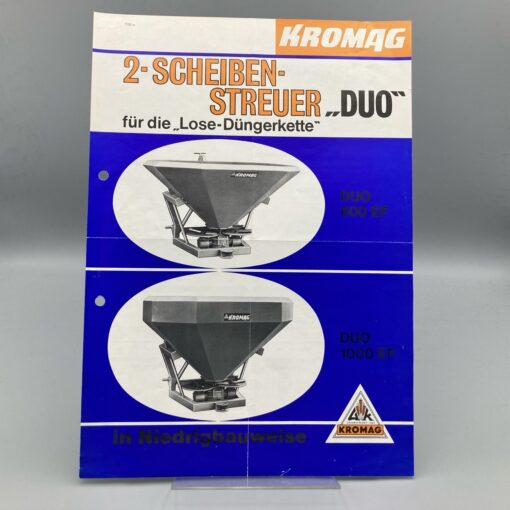 KROMAG
2-SCHEIBEN-
STREUER „DUO“
für die „Lose-Düngerkette“
KROMAG
DUO
800 EF
KROMAG
DUO
1000 EF
KROMAG
in Niedrigbauweise